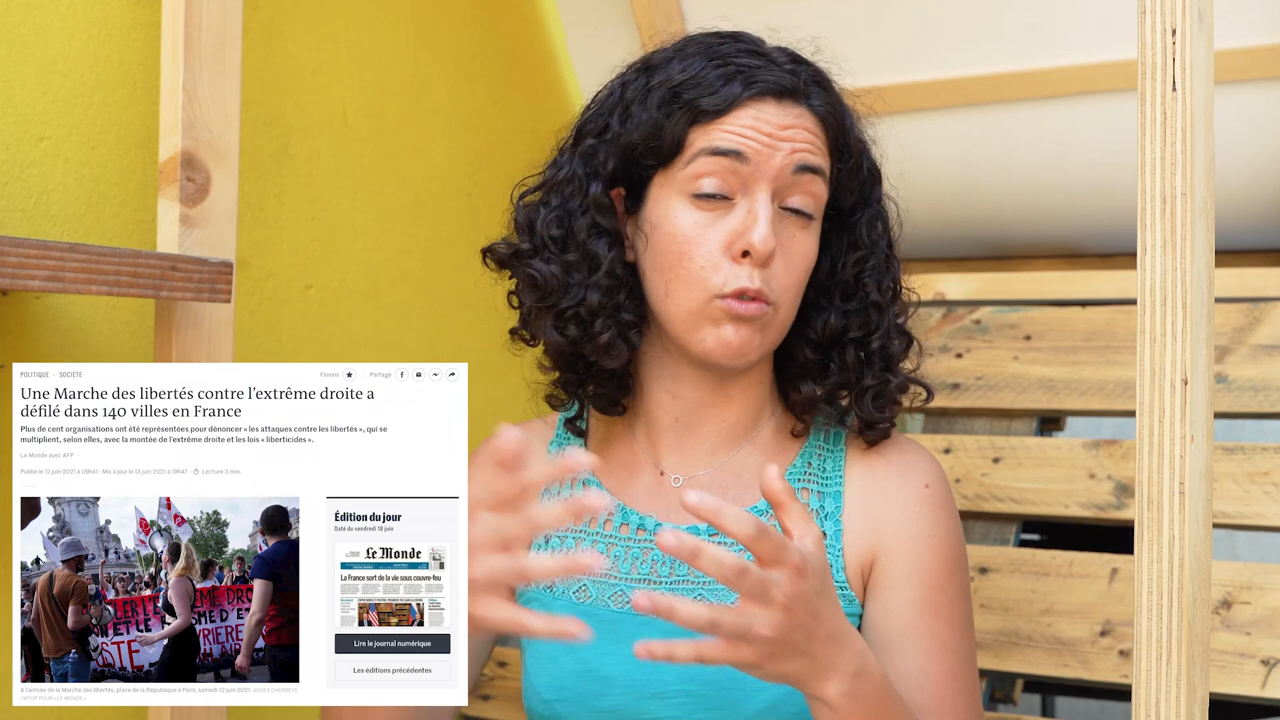 POLITIQUE · SOCIÉTÉ
Favoris
Partage
Une Marche des libertés contre l'extrême droite a
défilé dans 140 villes en France
Plus de cent organisations ont été représentées pour dénoncer « les attaques contre les libertés », qui se
multiplient, selon elles, avec la montée de l'extrême droite et les lois « liberticides ».
Le Monde avec AFP
Publié le 12 juin 2021 à 09h41 - Mis à jour le 13 juin 2021 à 19h47 · Lecture 3 min.
À l'arrivée de la Marche des libertés, place de la République à Paris, samedi 12 juin 2021.
MYOP POUR « LE MONDE »
Édition du jour
Daté du vendredi 18 juin
Le Monde
La France sort de la vie sous couvre-feu
Lire le journal numérique
Les éditions précédentes